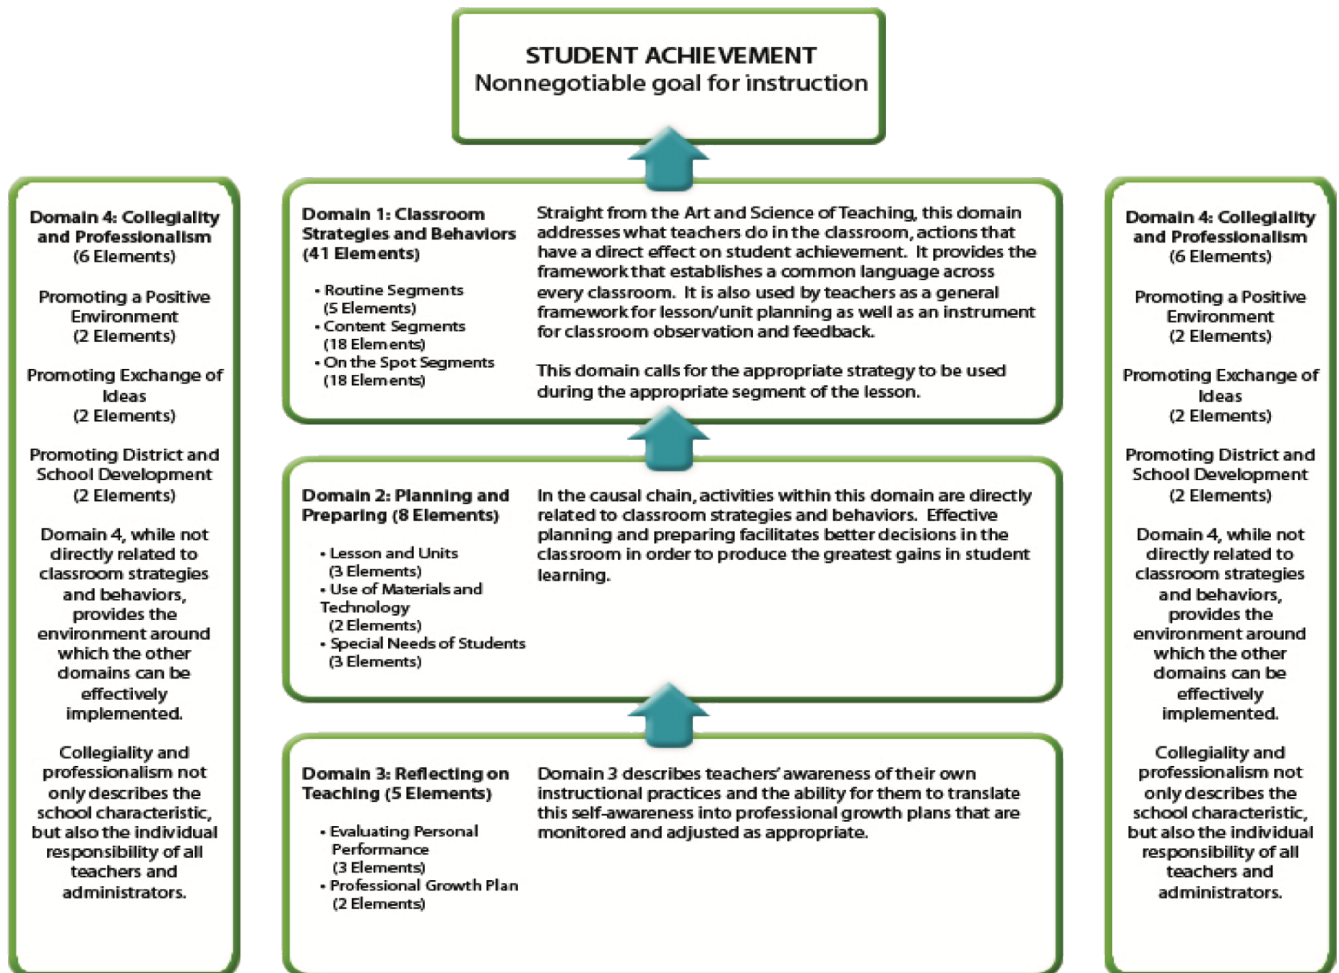 STUDENT ACHIEVEMENT
Nonnegotiable goal for instruction
Domain 4: Collegiality
and Professionalism
(6 Elements)
Promoting a Positive
Environment
(2 Elements)
Promoting Exchange of
Ideas
(2 Elements)
Promoting District and
School Development
(2 Elements)
Domain 4, while not
directly related to
classroom strategies
and behaviors,
provides the
environment around
which the other
domains can be
effectively
implemented.
Collegiality and
professionalism not
only describes the
school characteristic,
but also the individual
responsibility of all
teachers and
administrators.
Domain 1: Classroom
Strategies and Behaviors
(41 Elements)
• Routine Segments
(5 Elements)
• Content Segments
(18 Elements)
• On the Spot Segments
(18 Elements)
Straight from the Art and Science of Teaching, this domain
addresses what teachers do in the classroom, actions that
have a direct effect on student achievement. It provides the
framework that establishes a common language across
every classroom. It is also used by teachers as a general
framework for lesson/unit planning as well as an instrument
for classroom observation and feedback.
This domain calls for the appropriate strategy to be used
during the appropriate segment of the lesson.
Domain 2: Planning and
Preparing (8 Elements)
• Lesson and Units
(3 Elements)
• Use of Materials and
Technology
(2 Elements)
• Special Needs of Students
(3 Elements)
In the causal chain, activities within this domain are directly
related to classroom strategies and behaviors. Effective
planning and preparing facilitates better decisions in the
classroom in order to produce the greatest gains in student
learning.
Domain 3: Reflecting on
Teaching (5 Elements)
• Evaluating Personal
Performance
(3 Elements)
• Professional Growth Plan
(2 Elements)
Domain 3 describes teachers' awareness of their own
instructional practices and the ability for them to translate
this self-awareness into professional growth plans that are
monitored and adjusted as appropriate.
Domain 4: Collegiality
and Professionalism
(6 Elements)
Promoting a Positive
Environment
(2 Elements)
Promoting Exchange of
Ideas
(2 Elements)
Promoting District and
School Development
(2 Elements)
Domain 4, while not
directly related to
classroom strategies
and behaviors,
provides the
environment around
which the other
domains can be
effectively
implemented.
Collegiality and
professionalism not
only describes the
school characteristic,
but also the individual
responsibility of all
teachers and
administrators.